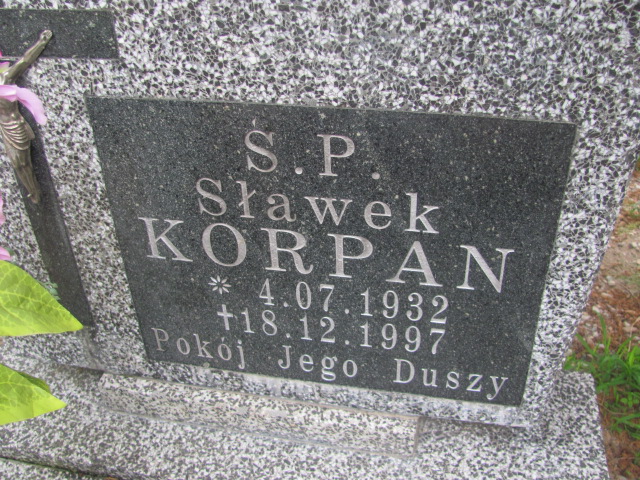 Ś.P.
Sławek
KORPAN
* 4.07.1932
✝18.12.1997
Pokój Jego Duszy